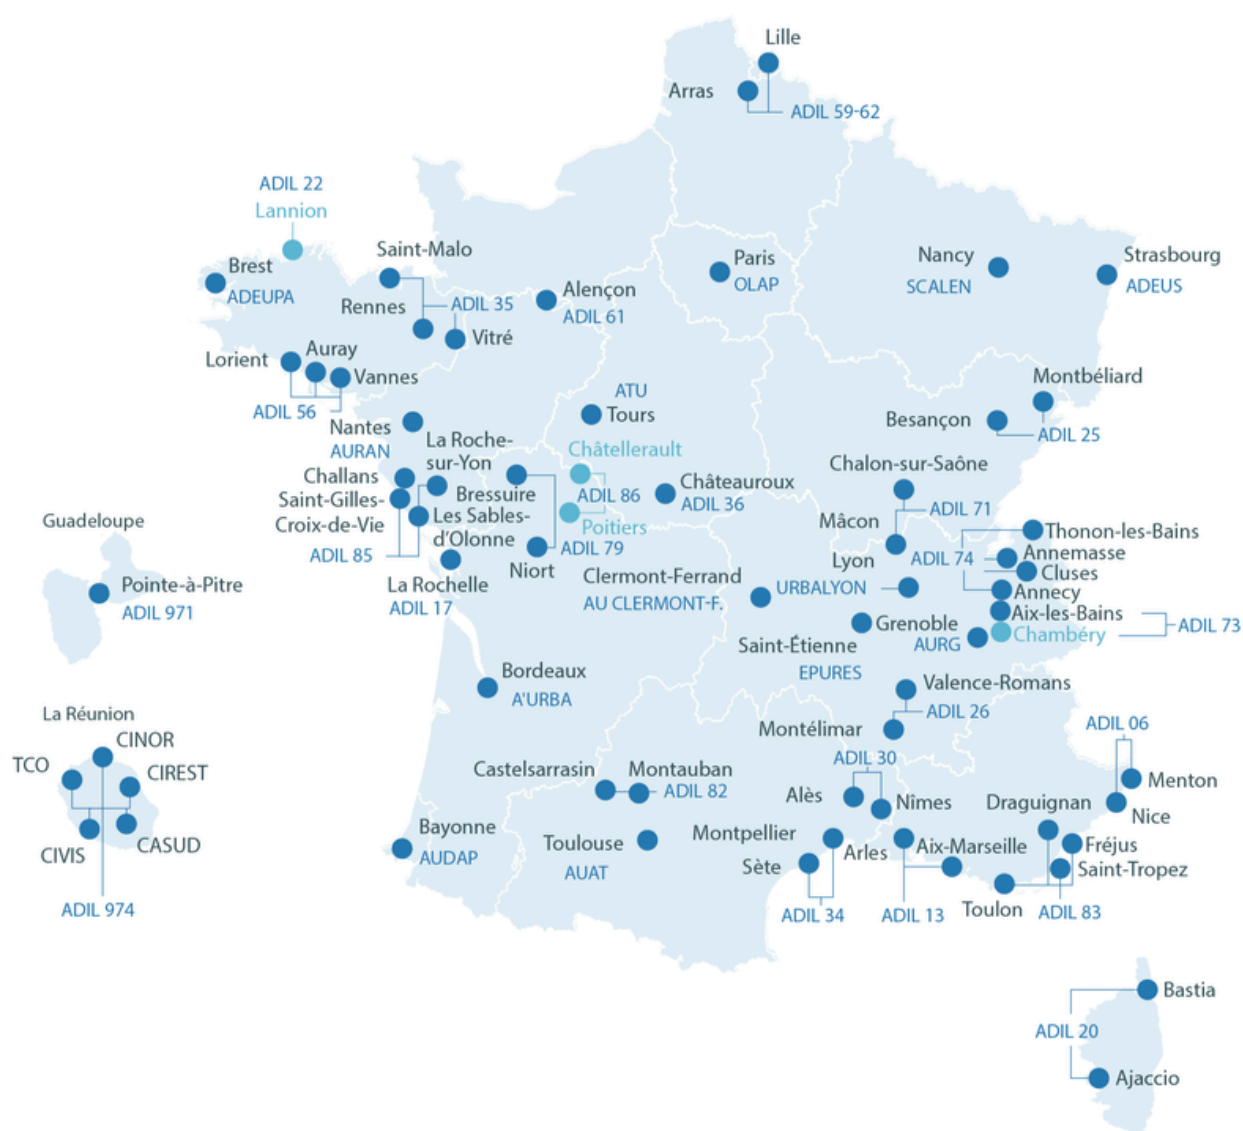 Lille
Arras
ADIL 59-62
ADIL 22
Lannion
Saint-Malo
Brest
ADEUPA
Rennes
ADIL 35
Vitré
Alençon
ADIL 61
Paris
OLAP
Nancy
SCALEN
Strasbourg
ADEUS
Lorient
Auray
Vannes
ADIL 56
Montbéliard
Besançon
ADIL 25
ATU
Tours
Nantes
AURAN
La Roche-
sur-Yon
Challans
Saint-Gilles-
Croix-de-Vie
Les Sables-
d'Olonne
ADIL 85
Bressuire
Niort
ADIL 79
Châtellerault
ADIL 86
Poitiers
Châteauroux
ADIL 36
Chalon-sur-Saône
ADIL 71
Mâcon
Lyon
URBALYON
Thonon-les-Bains
Annemasse
ADIL 74
Cluses
Annecy
Aix-les-Bains
Chambéry
ADIL 73
La Rochelle
ADIL 17
Clermont-Ferrand
AU CLERMONT-F.
Grenoble
AURG
Saint-Étienne
EPURES
Guadeloupe
Pointe-à-Pitre
ADIL 971
Bordeaux
A'URBA
Valence-Romans
ADIL 26
Montélimar
La Réunion
CINOR
TCO
CIREST
CIVIS
CASUD
ADIL 974
ADIL 06
Menton
Nice
ADIL 30
Alès
Nîmes
Castelsarrasin
Montauban
ADIL 82
Bayonne
AUDAP
Toulouse
AUAT
Montpellier
Sète
ADIL 34
Arles
Aix-Marseille
ADIL 13
Draguignan
Fréjus
Saint-Tropez
Toulon
ADIL 83
Bastia
ADIL 20
Ajaccio